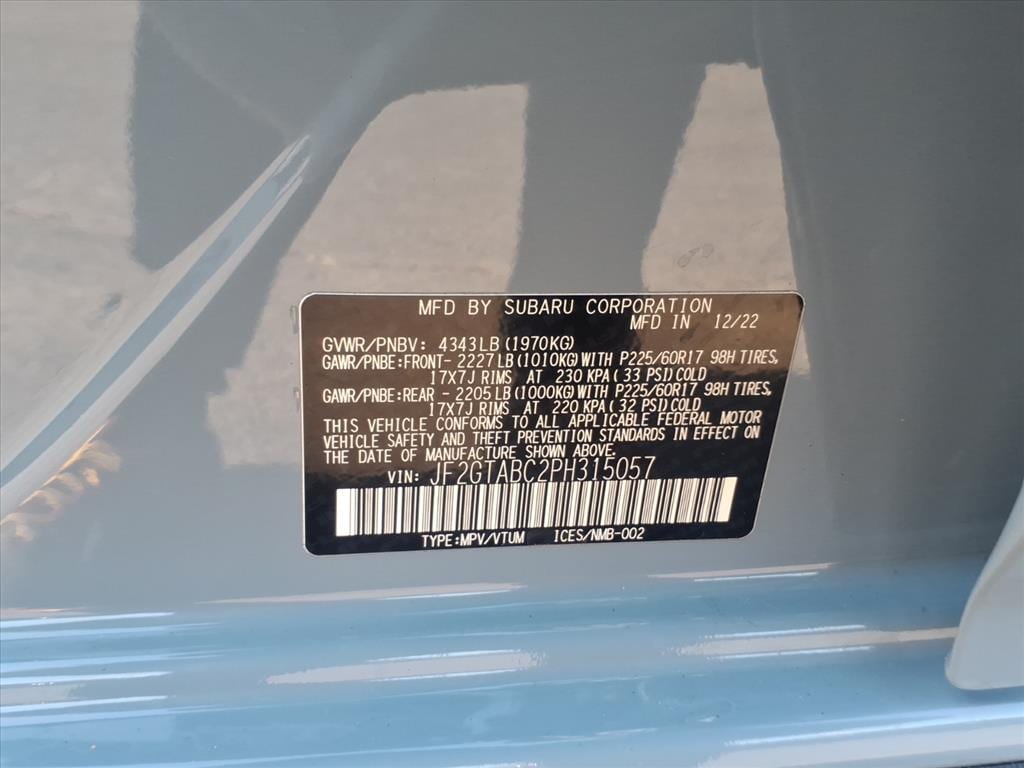 MFD BY SUBARU CORPORATION
MFD IN 12/22
GVWR/PNBV: 4343LB(1970KG)
GAWR/PNBE:FRONT- 2227LB(1010KG)WITH P225/60R17 98H TIRES,
17X7J RIMS AT 230 KPA(33 PSI)COLD
GAWR/PNBE:REAR - 2205LB(1000KG)WITH P225/60R17 98H TIRES,
17X7J RIMS AT 220 KPA(32 PSI)COLD
THIS VEHICLE CONFORMS TO ALL APPLICABLE FEDERAL MOTOR
VEHICLE SAFETY AND THEFT PREVENTION STANDARDS IN EFFECT ON
THE DATE OF MANUFACTURE SHOWN ABOVE.
VIN: JF2GTABC2PH315057
TYPE:MPV/VTUM ICES/NMB-002